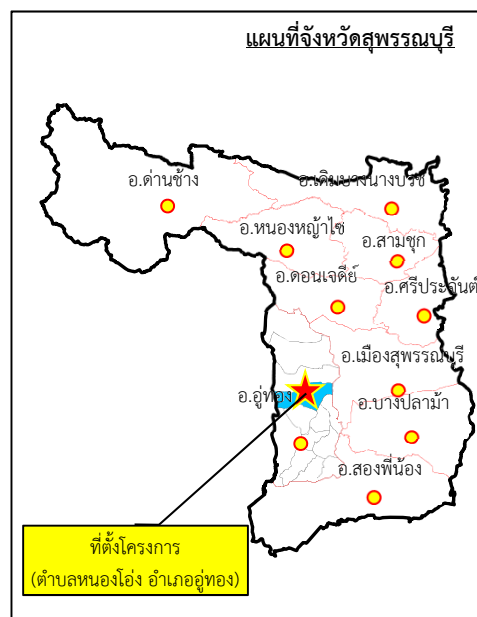 แผนที่จังหวัดสุพรรณบุรี
อ.ด่านช้าง
อ.เดิมบางนางบวช
อ.หนองหญ้าไซ
อ.สามชุก
อ.ดอนเจดีย์
อ.ศรีประจันต์
อ.เมืองสุพรรณบุรี
อ.อู่ทอง
อ.บางปลาม้า
อ.สองพี่น้อง
ที่ตั้งโครงการ
(ตำบลหนองโอ่ง อำเภออู่ทอง)